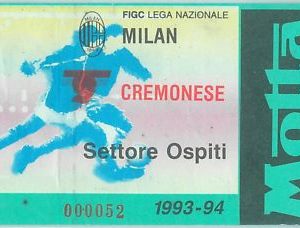 FIGC LEGA NAZIONALE
MILAN
CREMONESE
Settore Ospiti
000052
1993-94
Motta